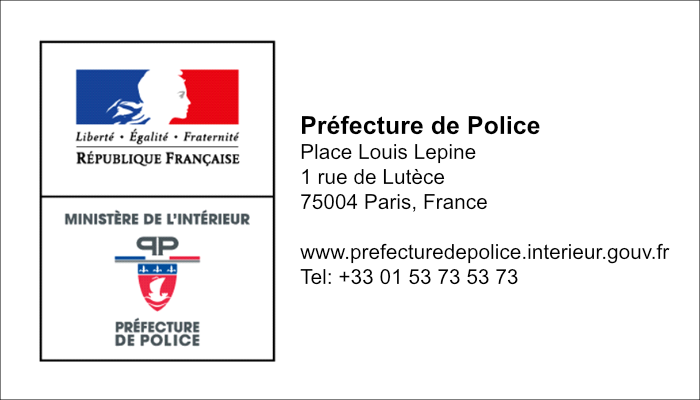 Liberté • Égalité • Fraternité
RÉPUBLIQUE FRANÇAISE
MINISTÈRE DE L'INTÉRIEUR
PP
PRÉFECTURE
DE POLICE
Préfecture de Police
Place Louis Lepine
1 rue de Lutèce
75004 Paris, France
www.prefecturedepolice.interieur.gouv.fr
Tel: +33 01 53 73 53 73